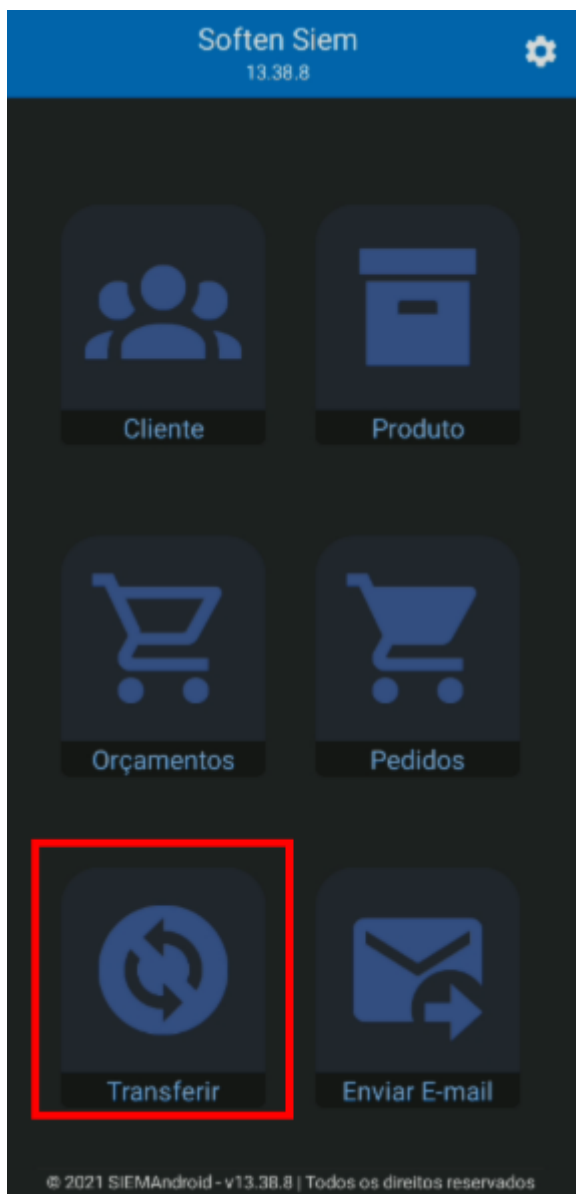 Soften Siem
13.38.8
Cliente
Produto
Orçamentos
Pedidos
Transferir
Enviar E-mail
© 2021 SIEMAndroid - v13.38.8 | Todos os direitos reservados